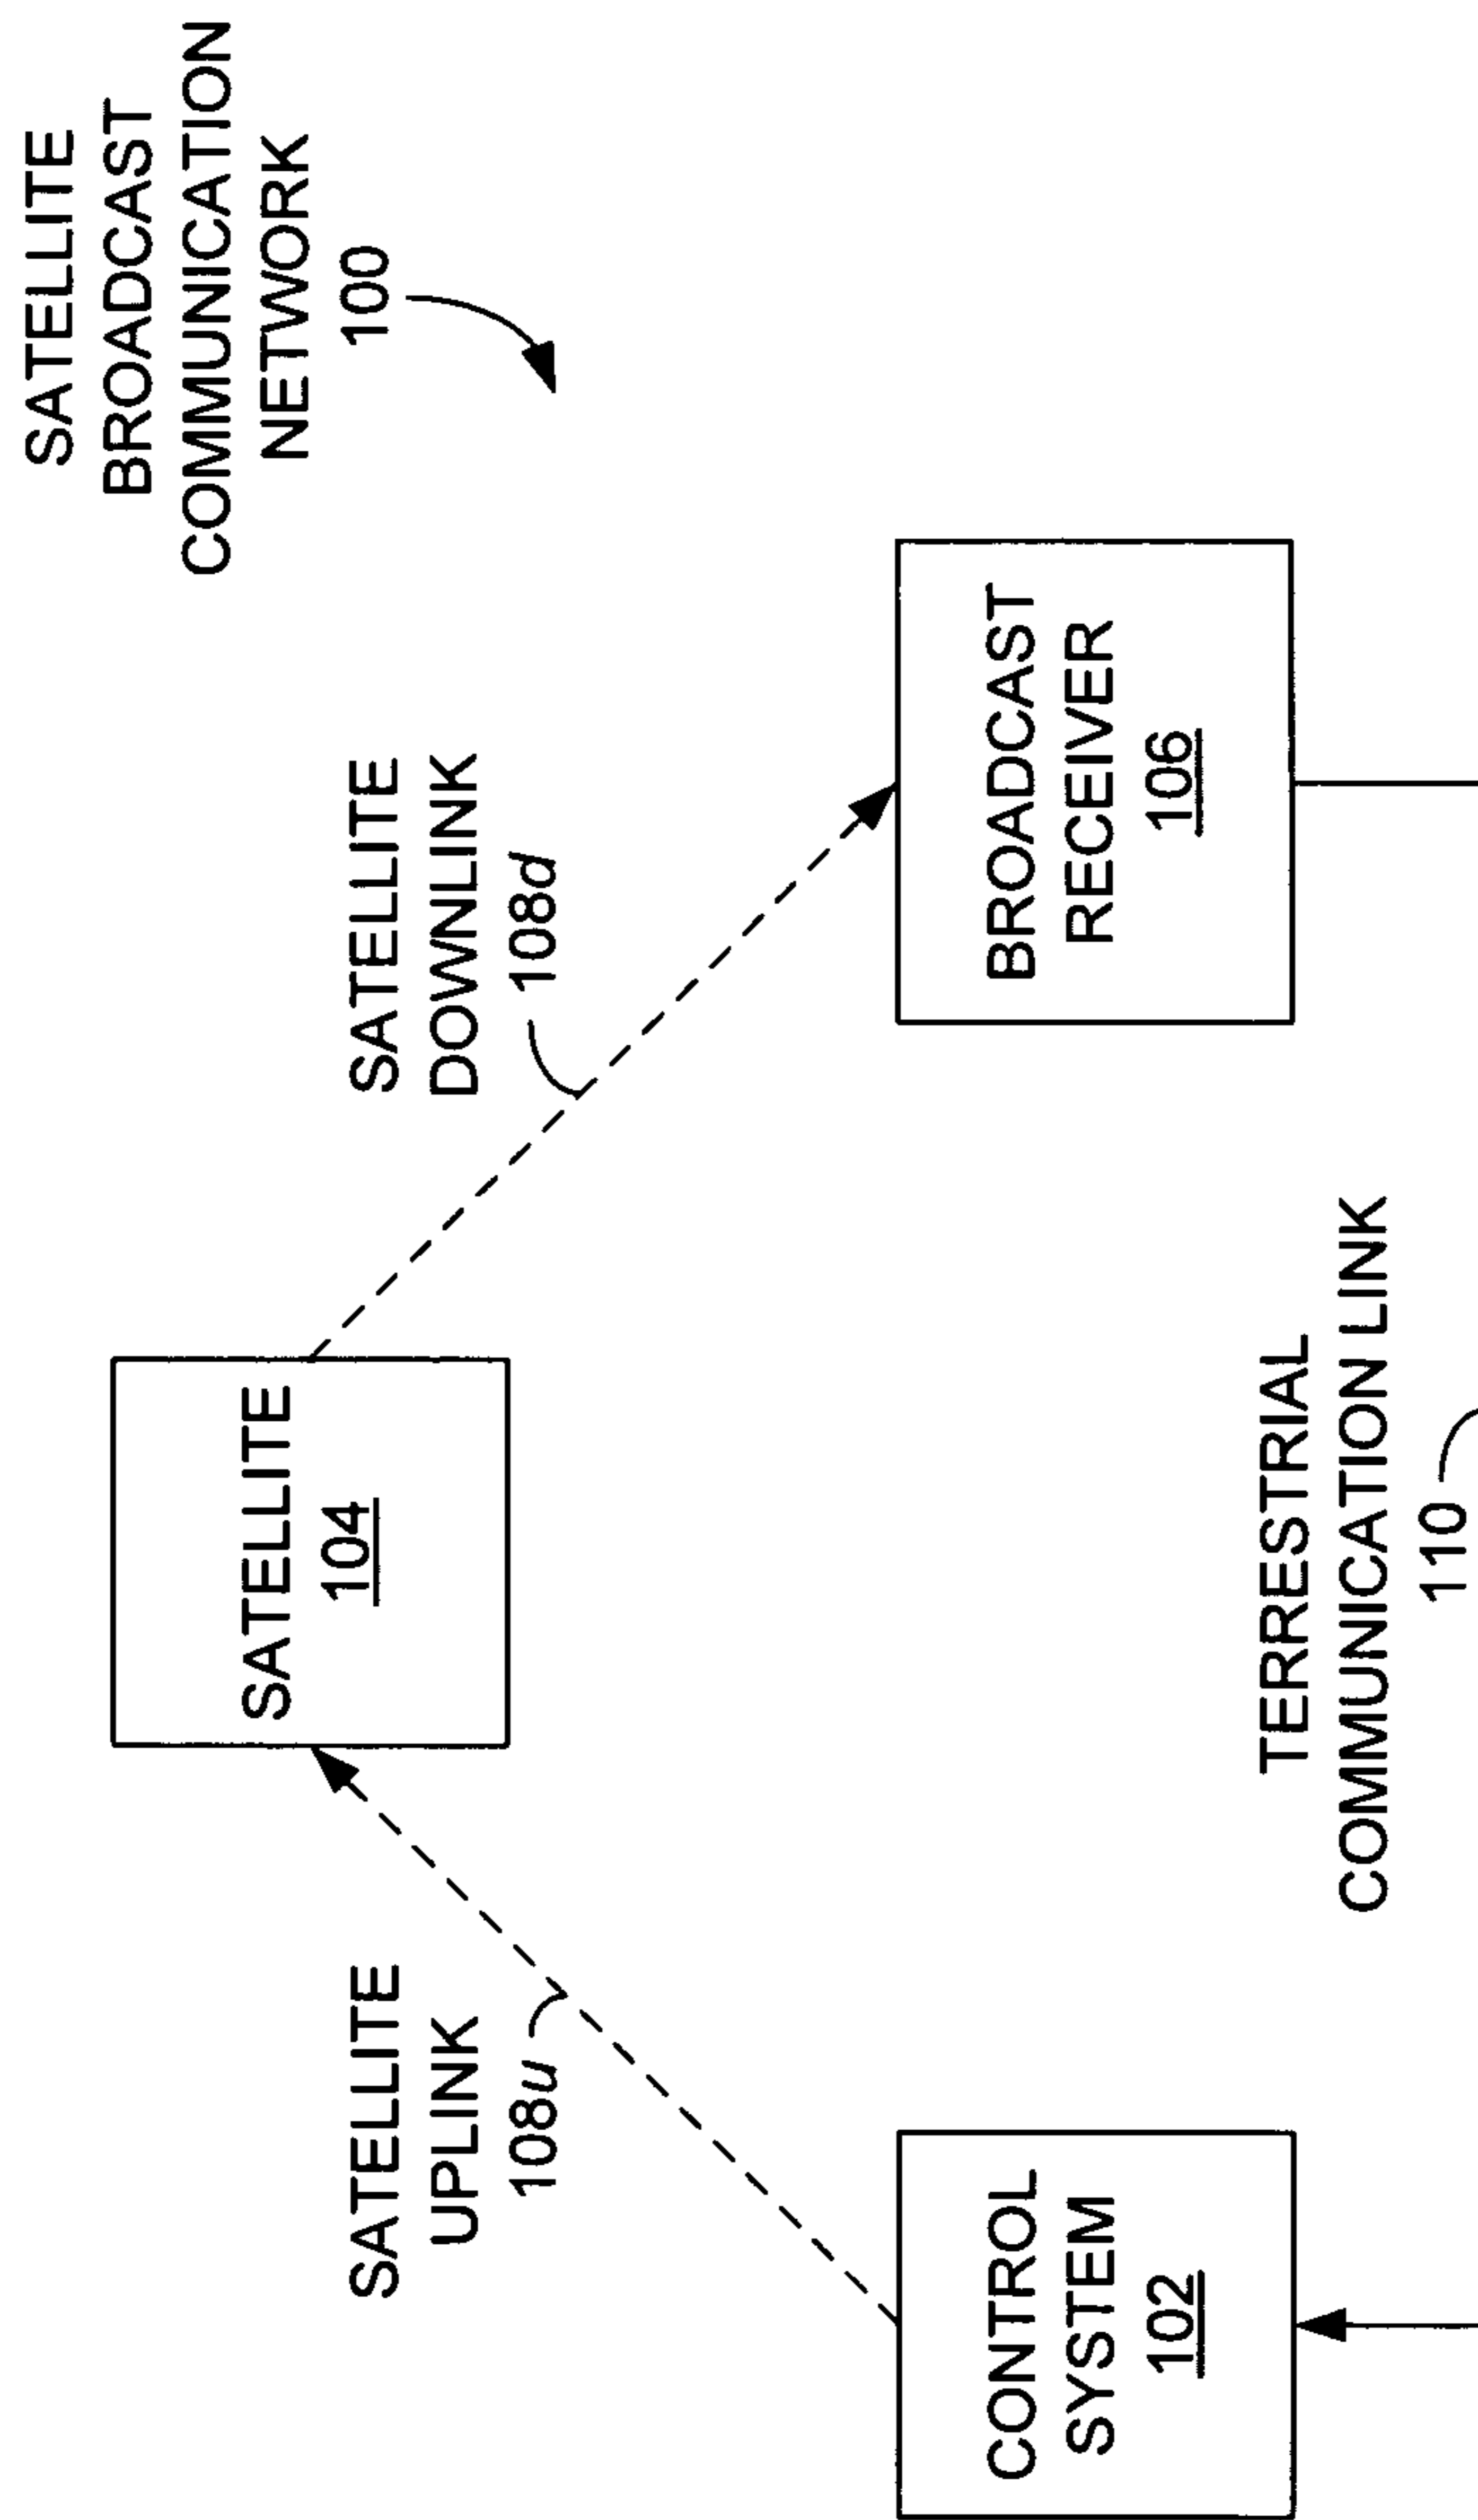 SATELLITE
BROADCAST
COMMUNICATION
NETWORK
100
SATELLITE
DOWNLINK
108d
SATELLITE
UPLINK
108u
SATELLITE
104
BROADCAST
RECEIVER
106
CONTROL
SYSTEM
102
TERRESTRIAL
COMMUNICATION LINK
110